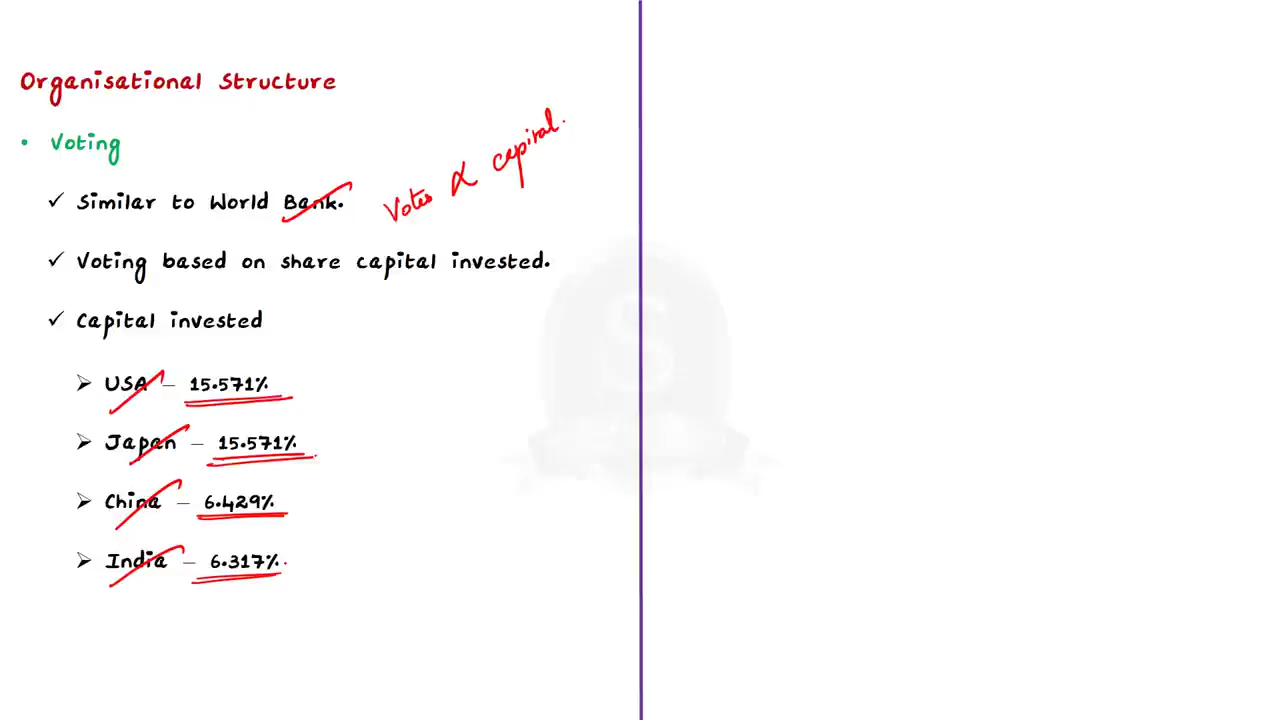 Organisational Structure
• Voting
✓ Similar to World Bank.
Votes ∝ capital.
✓ Voting based on share capital invested.
✓ Capital invested
➢ USA – 15.571%
➢ Japan – 15.571%
➢ China – 6.429%
➢ India – 6.317%
S